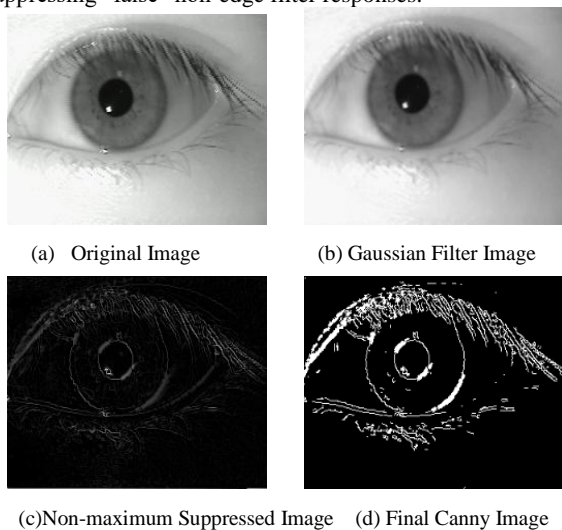 suppressing "false" non-edge filter responses.
(a) Original Image (b) Gaussian Filter Image
(c)Non-maximum Suppressed Image (d) Final Canny Image